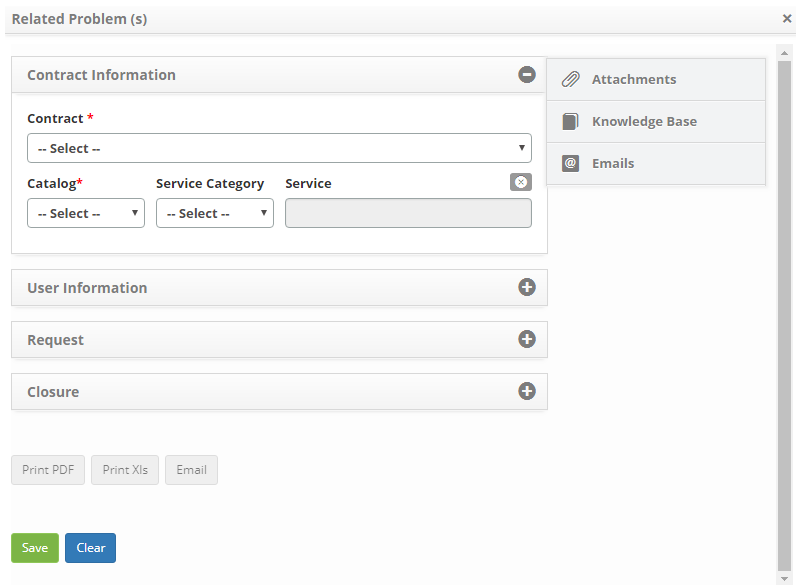 Related Problem (s)
Contract Information
Contract *
-- Select --
Catalog* Service Category Service
-- Select -- -- Select --
User Information
Request
Closure
Attachments
Knowledge Base
Emails
Print PDF Print Xls Email
Save Clear